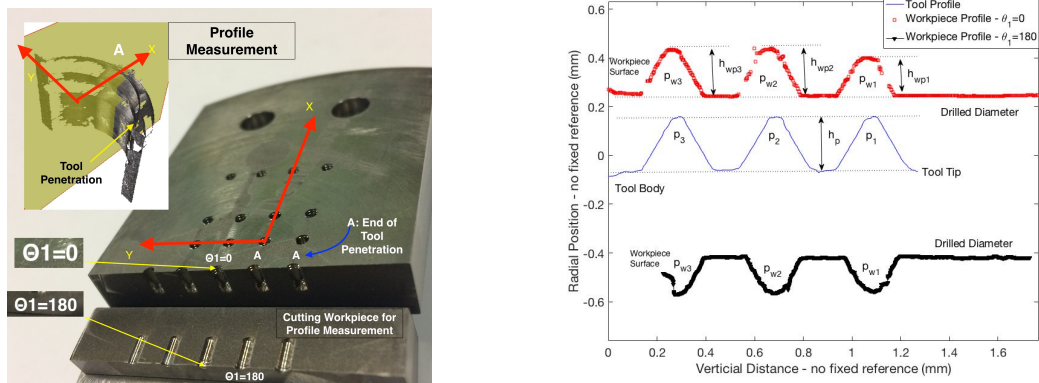 Profile
Measurement
A
X
Y
Tool
Penetration
X
A: End of
Tool
Penetration
Y
Θ1=0
A
A
Θ1=0
Θ1=180
Cutting Workpiece for
Profile Measurement
Θ1=180
Tool Profile
Workpiece Profile - θ1=0
Workpiece Profile - θ1=180
Radial Position - no fixed reference (mm)
0.6
0.4
0.2
0
-0.2
-0.4
-0.6
Workpiece
Surface
pw3
hwp3
pw2
hwp2
pw1
hwp1
Drilled Diameter
p3
p2
hp
p1
Tool Body
Tool Tip
Drilled Diameter
Workpiece
Surface
pw3
pw2
pw1
0
0.2
0.4
0.6
0.8
1
1.2
1.4
1.6
Verticial Distance - no fixed reference (mm)